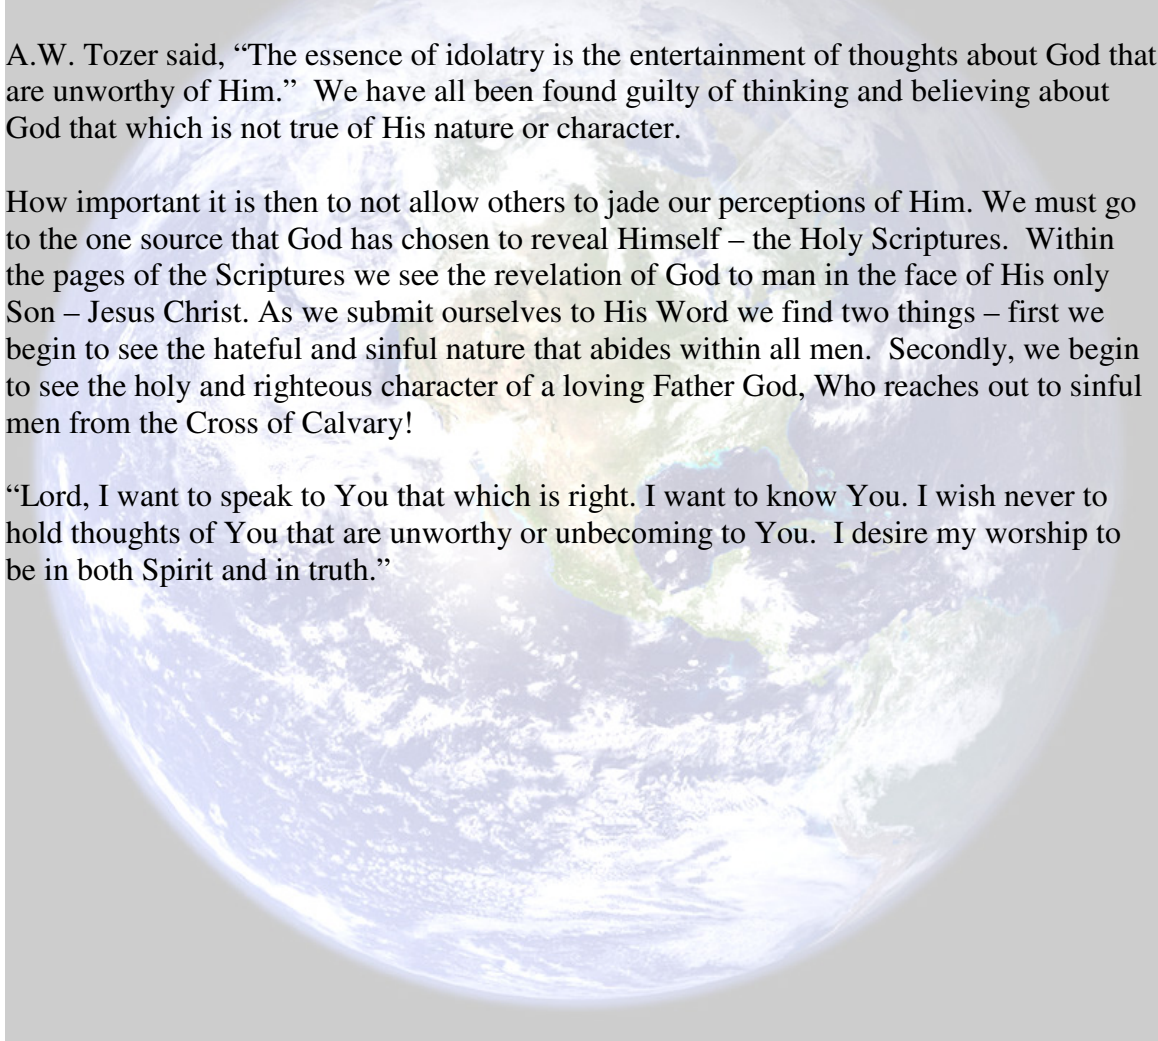 A.W. Tozer said, “The essence of idolatry is the entertainment of thoughts about God that
are unworthy of Him.”  We have all been found guilty of thinking and believing about
God that which is not true of His nature or character.
How important it is then to not allow others to jade our perceptions of Him. We must go
to the one source that God has chosen to reveal Himself – the Holy Scriptures.  Within
the pages of the Scriptures we see the revelation of God to man in the face of His only
Son – Jesus Christ. As we submit ourselves to His Word we find two things – first we
begin to see the hateful and sinful nature that abides within all men.  Secondly, we begin
to see the holy and righteous character of a loving Father God, Who reaches out to sinful
men from the Cross of Calvary!
“Lord, I want to speak to You that which is right. I want to know You. I wish never to
hold thoughts of You that are unworthy or unbecoming to You.  I desire my worship to
be in both Spirit and in truth.”